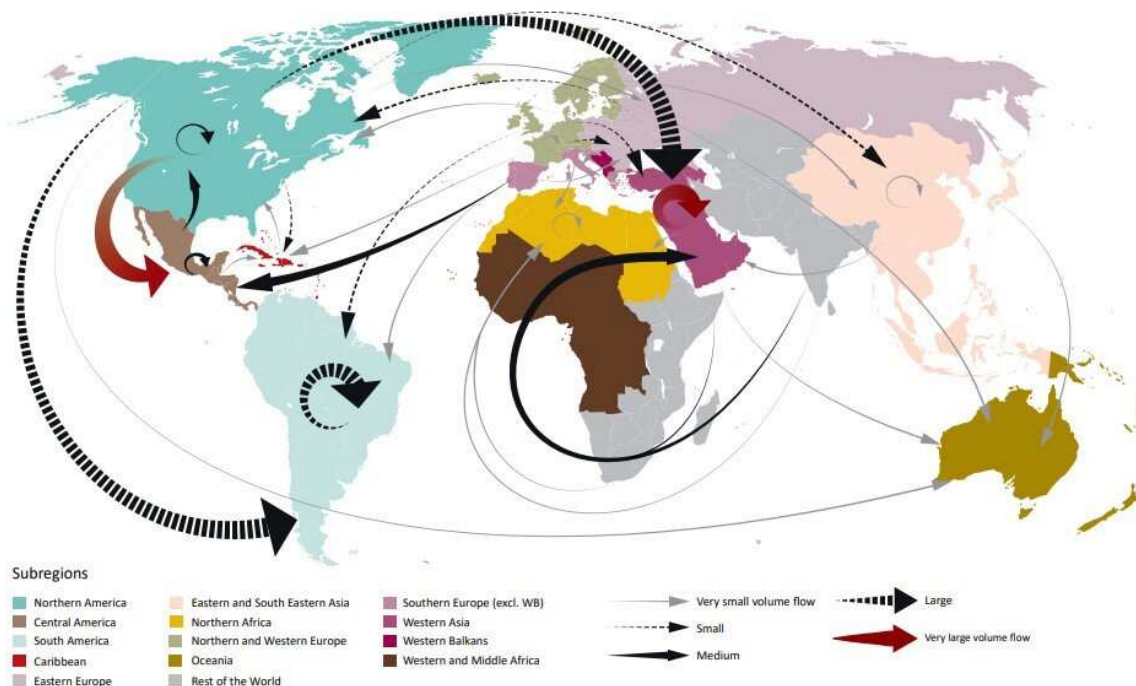 Subregions
Northern America
Central America
South America
Caribbean
Eastern Europe
Eastern and South Eastern Asia
Northern Africa
Northern and Western Europe
Oceania
Rest of the World
Southern Europe (excl. WB)
Western Asia
Western Balkans
Western and Middle Africa
Very small volume flow
Small
Medium
Large
Very large volume flow